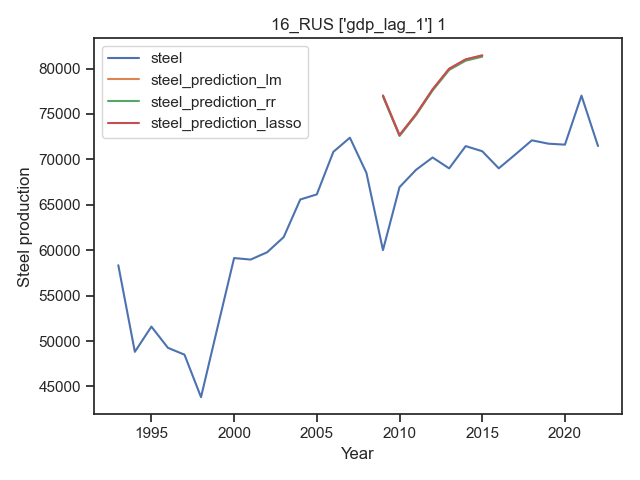 16_RUS ['gdp_lag_1'] 1
steel
steel_prediction_lm
steel_prediction_rr
steel_prediction_lasso
80000
75000
70000
65000
60000
55000
50000
45000
Steel production
1995
2000
2005
2010
2015
2020
Year